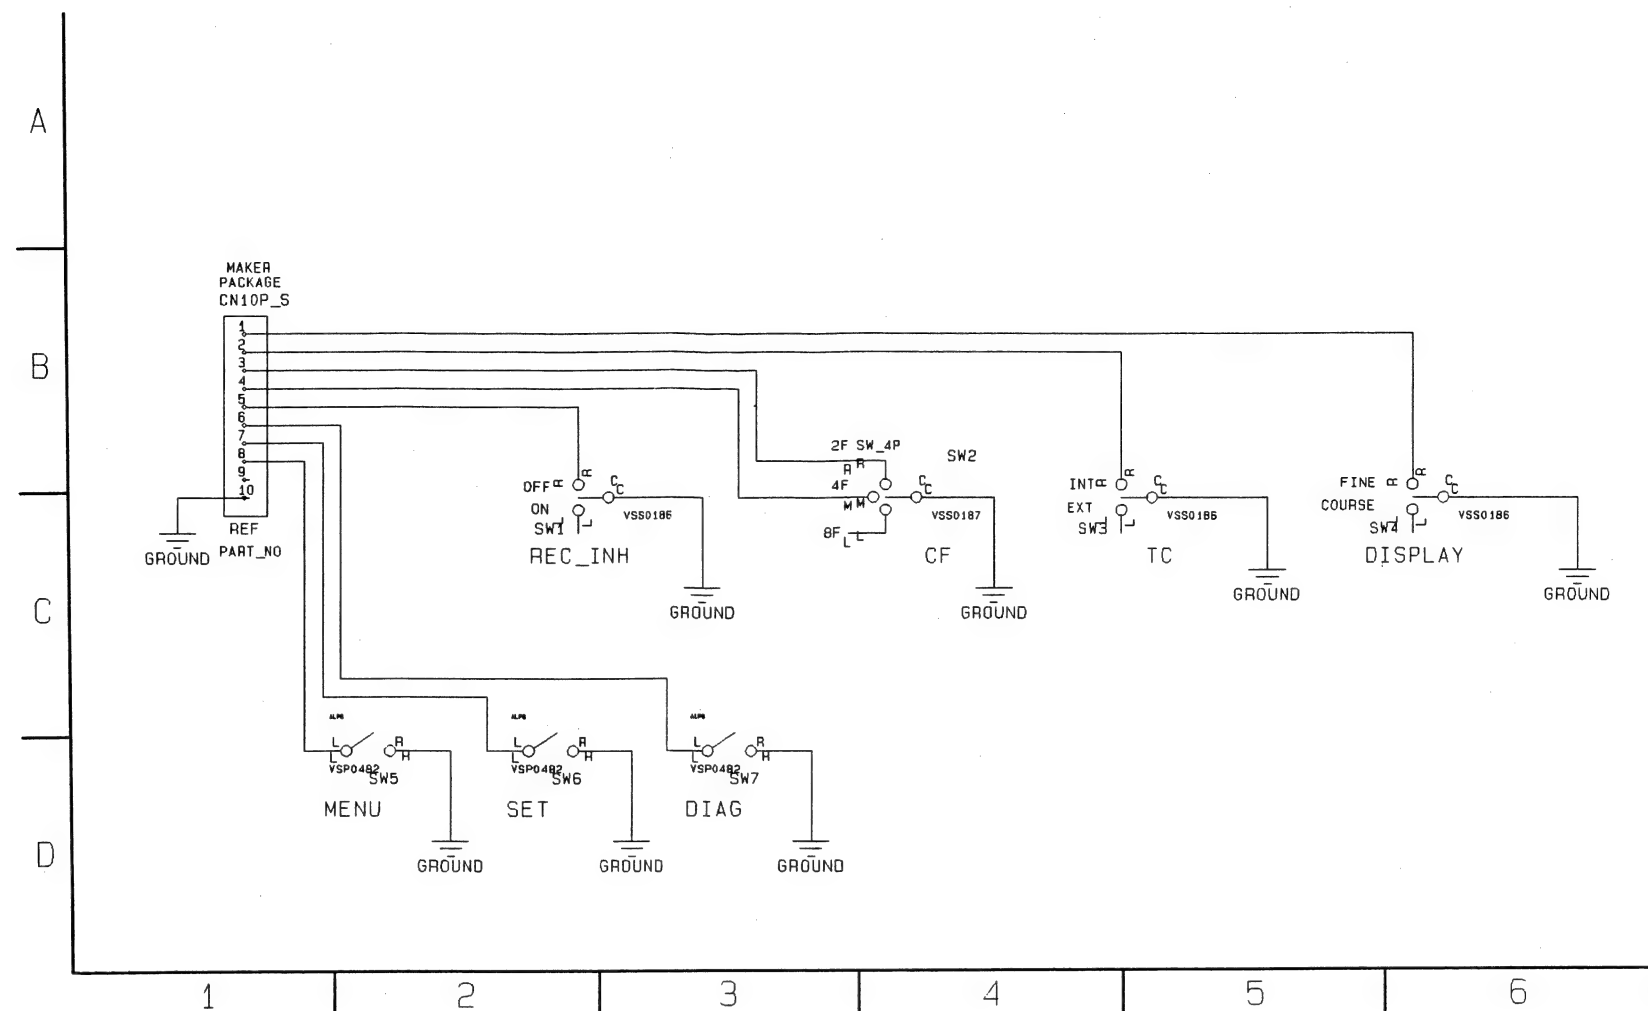 A
B
C
D
MAKER
PACKAGE
CN10P_S
1
2
3
4
5
6
7
8
9
10
REF
PART_NO
GROUND
OFF R
R
C
C
ON
L
SW1
VSS0186
REC_INH
GROUND
2F SW_4P
SW2
R R
4F
M M
C
C
VSS0187
8F L L
CF
GROUND
INT R
R
C
C
EXT
L
SW3
VSS0186
TC
GROUND
FINE R
R
C
C
COURSE
L
SW4
VSS0186
DISPLAY
GROUND
ALPS
L
L
R
R
VSP0482
SW5
MENU
GROUND
ALPS
L
L
R
R
VSP0482
SW6
SET
GROUND
ALPS
L
L
R
R
VSP0482
SW7
DIAG
GROUND
1
2
3
4
5
6